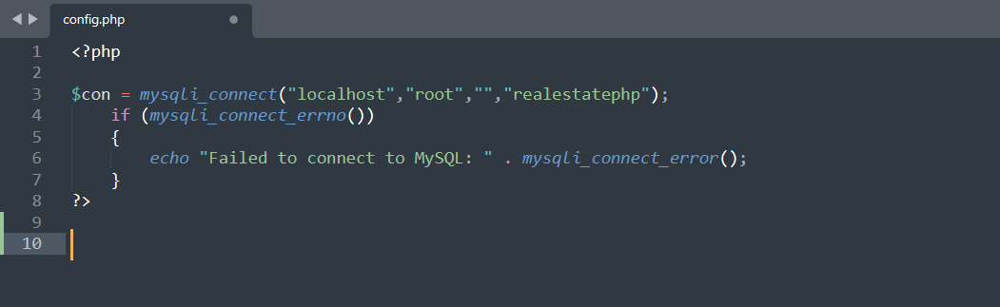 config.php
1 <?php
2
3 $con = mysqli_connect("localhost","root","","realestatephp");
4     if (mysqli_connect_errno())
5     {
6         echo "Failed to connect to MySQL: " . mysqli_connect_error();
7     }
8 ?>
9
10